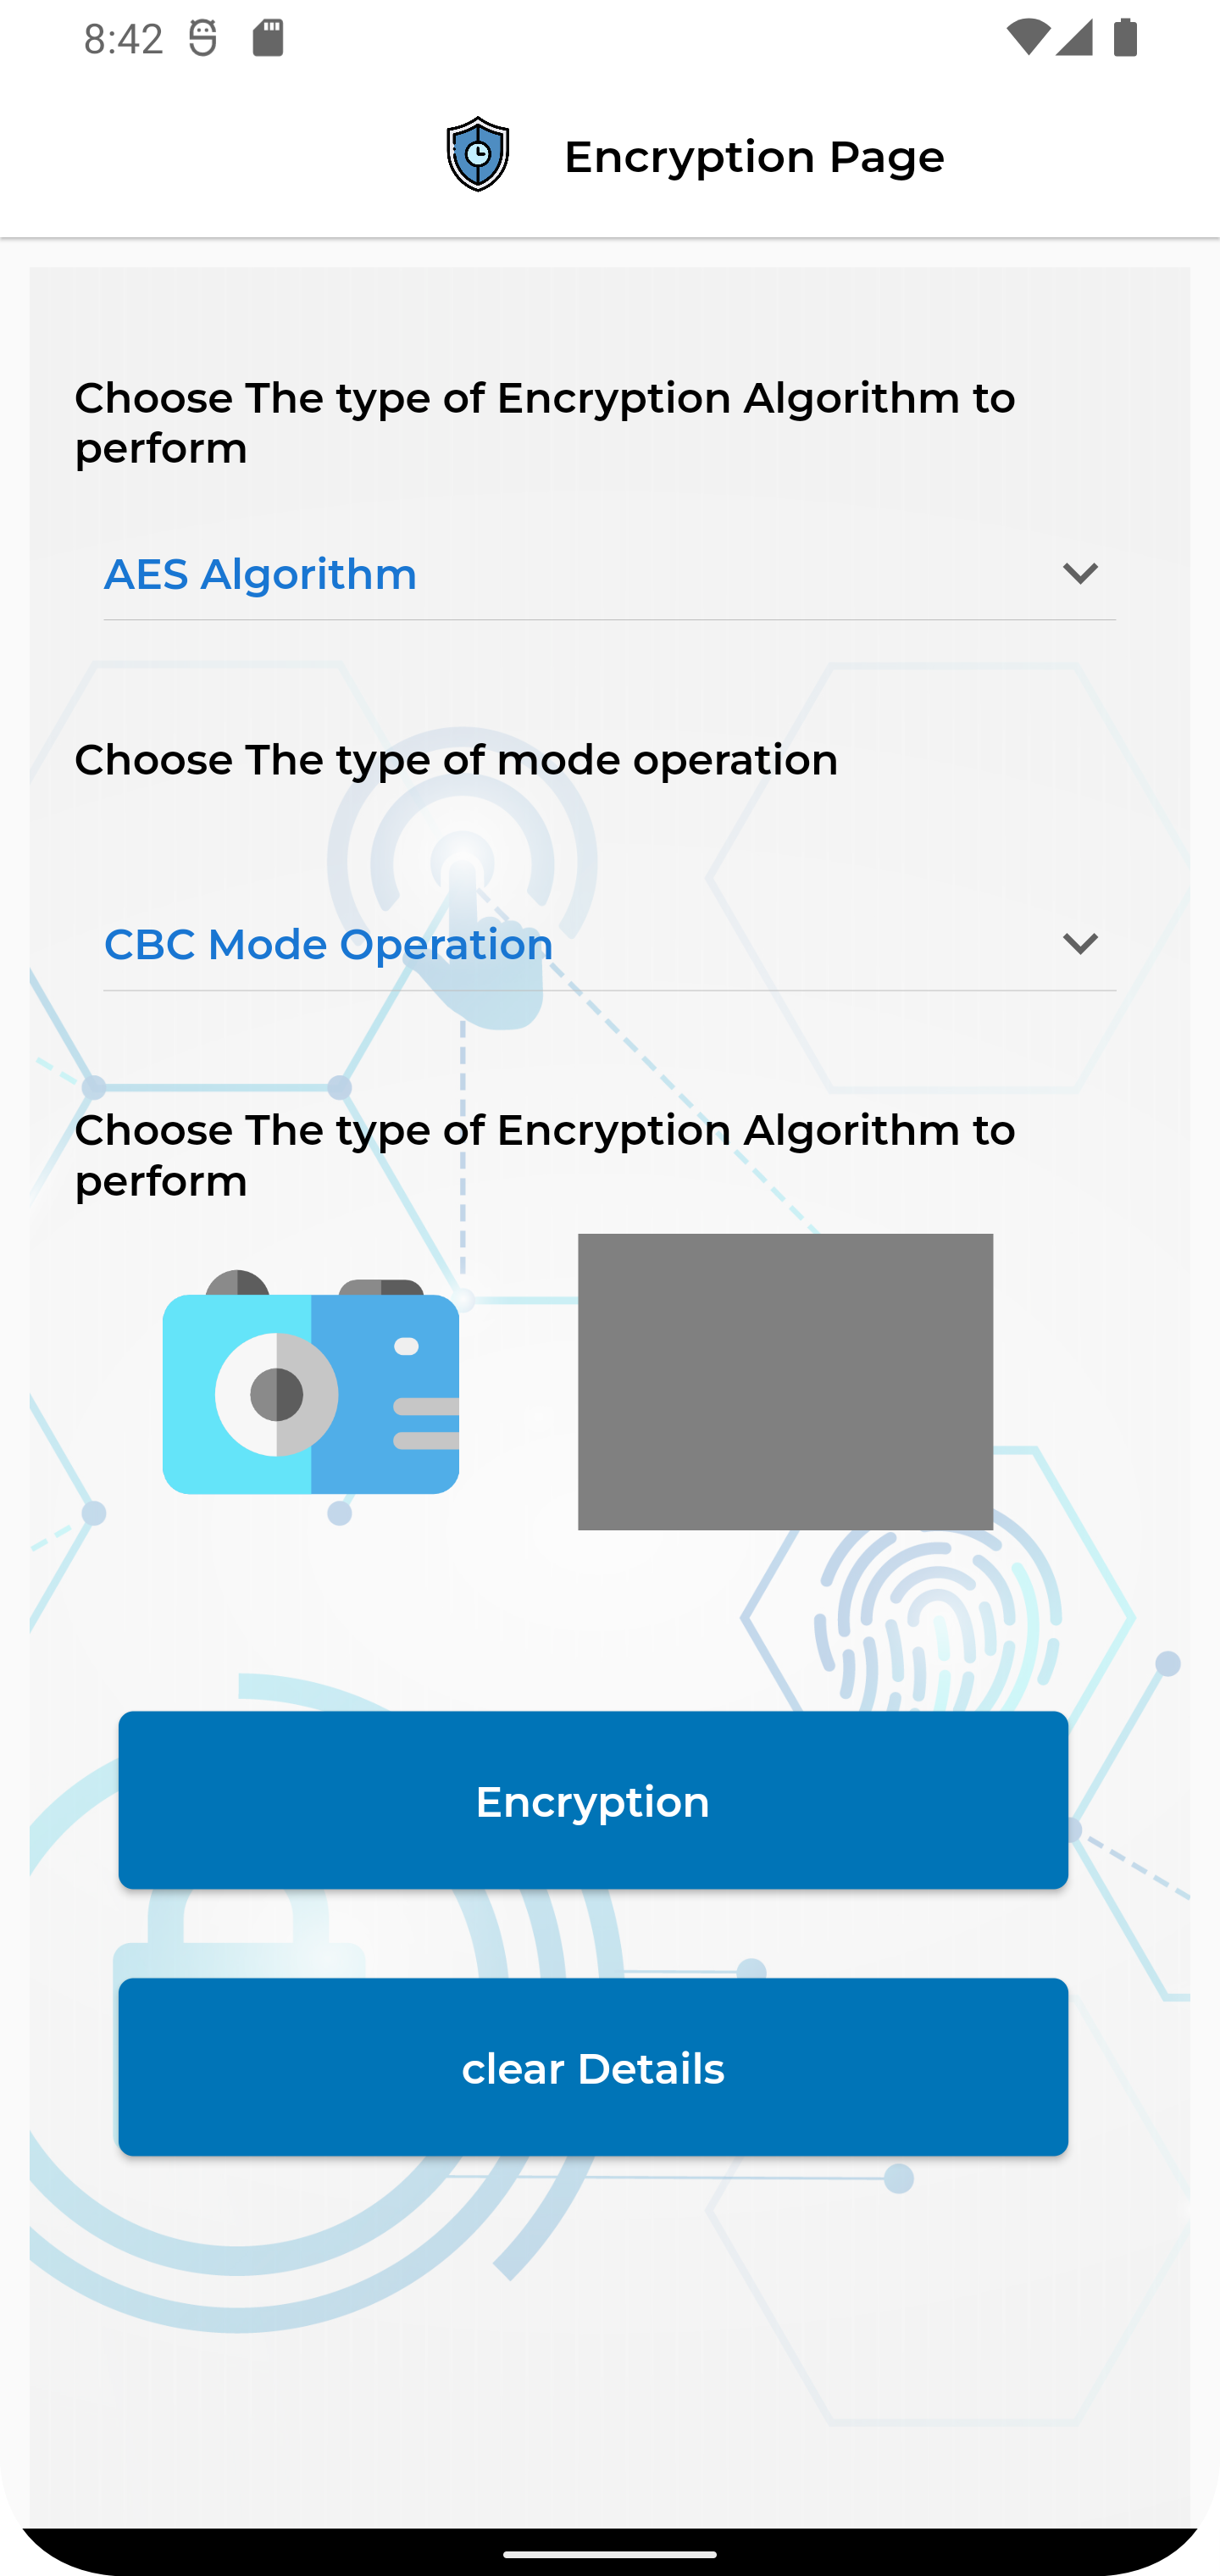 8:42
Encryption Page
Choose The type of Encryption Algorithm to
perform
AES Algorithm
Choose The type of mode operation
CBC Mode Operation
Choose The type of Encryption Algorithm to
perform
Encryption
clear Details